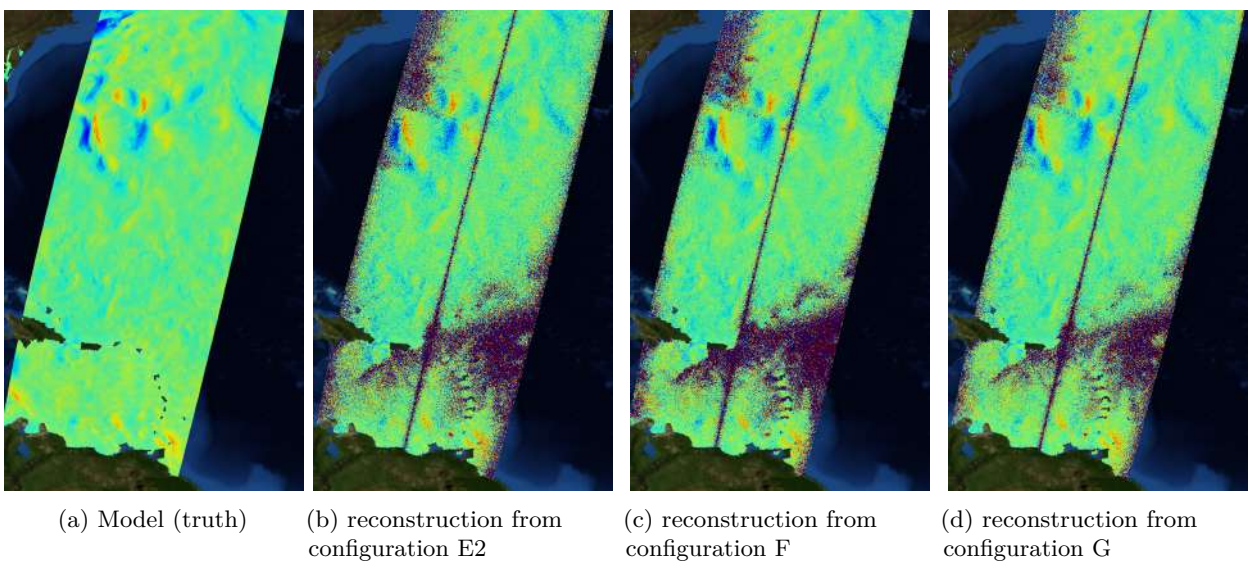 (a) Model (truth)
(b) reconstruction from
configuration E2
(c) reconstruction from
configuration F
(d) reconstruction from
configuration G